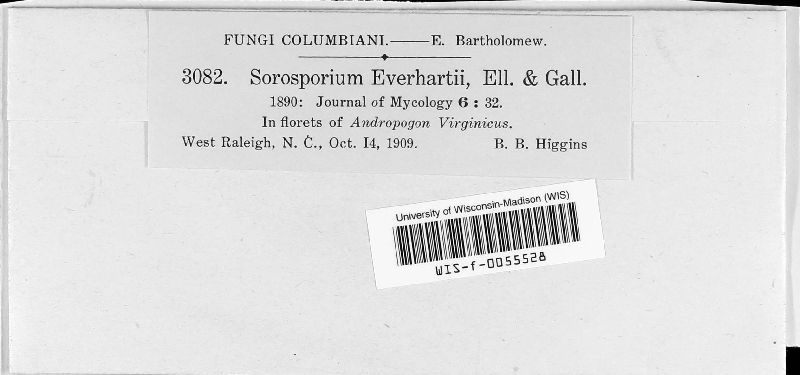 FUNGI COLUMBIANI.——E. Bartholomew.
3082. Sorosporium Everhartii, Ell. & Gall.
1890: Journal of Mycology 6 : 32.
In florets of Andropogon Virginicus.
West Raleigh, N. C., Oct. 14, 1909. B. B. Higgins
University of Wisconsin-Madison (WIS)
WIS-f-0055528